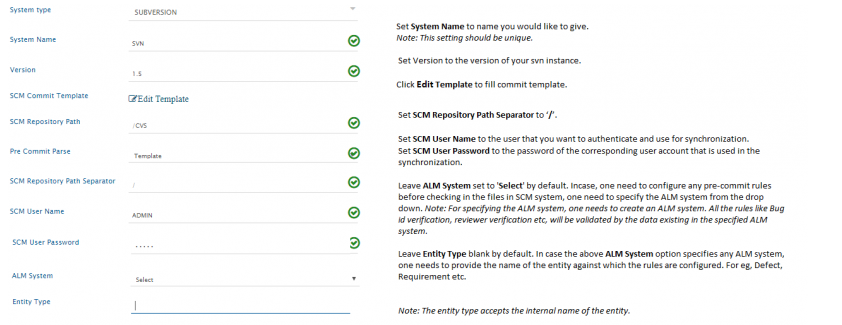 System type
SUBVERSION
System Name
SVN
Version
1.5
SCM Commit Template
Edit Template
SCM Repository Path
/CVS
Pre Commit Parse
Template
SCM Repository Path Separator
/
SCM User Name
ADMIN
SCM User Password
.....
ALM System
Select
Entity Type
Set System Name to name you would like to give.
Note: This setting should be unique.
Set Version to the version of your svn instance.
Click Edit Template to fill commit template.
Set SCM Repository Path Separator to '/'.
Set SCM User Name to the user that you want to authenticate and use for synchronization.
Set SCM User Password to the password of the corresponding user account that is used in the
synchronization.
Leave ALM System set to 'Select' by default. Incase, one need to configure any pre-commit rules
before checking in the files in SCM system, one need to specify the ALM system from the drop
down. Note: For specifying the ALM system, one needs to create an ALM system. All the rules like Bug
id verification, reviewer verification etc, will be validated by the data existing in the specified ALM
system.
Leave Entity Type blank by default. In case the above ALM System option specifies any ALM system,
one needs to provide the name of the entity against which the rules are configured. For eg, Defect,
Requirement etc.
Note: The entity type accepts the internal name of the entity.